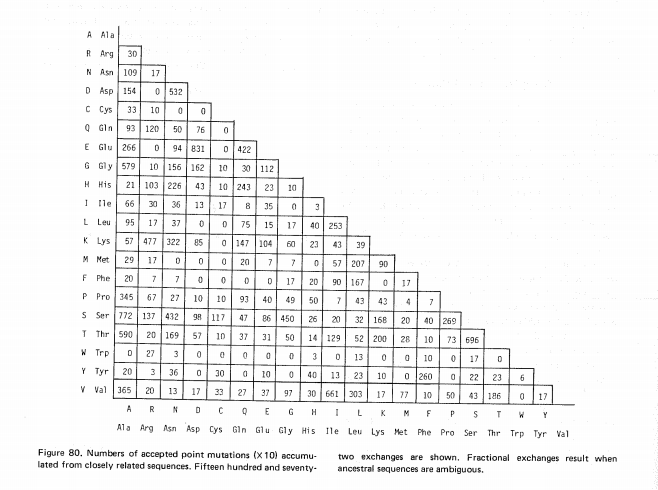 A Ala
R Arg 30
N Asn 109 17
D Asp 154 0 532
C Cys 33 10 0 0
Q Gln 93 120 50 76 0
E Glu 266 0 94 831 0 422
G Gly 579 10 156 162 10 30 112
H His 21 103 226 43 10 243 23 10
I Ile 66 30 36 13 17 8 35 0 3
L Leu 95 17 37 0 0 75 15 17 40 253
K Lys 57 477 322 85 0 147 104 60 23 43 39
M Met 29 17 0 0 0 20 7 7 0 57 207 90
F Phe 20 7 7 0 0 0 0 17 20 90 167 0 17
P Pro 345 67 27 10 10 93 40 49 50 7 43 43 4 7
S Ser 772 137 432 98 117 47 86 450 26 20 32 168 20 40 269
T Thr 590 20 169 57 10 37 31 50 14 129 52 200 28 10 73 696
W Trp 0 27 3 0 0 0 0 0 3 0 13 0 0 10 0 17 0
Y Tyr 20 3 36 0 30 0 10 0 40 13 23 10 0 260 0 22 23 6
V Val 365 20 13 17 33 27 37 97 30 661 303 17 77 10 50 43 186 0 17
A R N D C Q E G H I L K M F P S T W Y
Ala Arg Asn Asp Cys Gln Glu Gly His Ile Leu Lys Met Phe Pro Ser Thr Trp Tyr Val
Figure 80. Numbers of accepted point mutations (X10) accumu-
lated from closely related sequences. Fifteen hundred and seventy-
two exchanges are shown. Fractional exchanges result when
ancestral sequences are ambiguous.